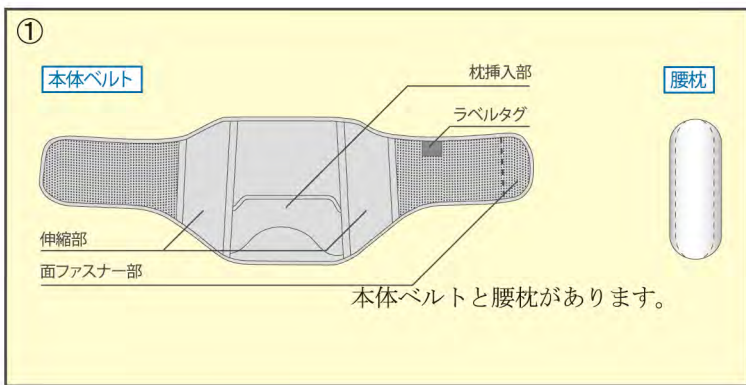 ①
本体ベルト
枕挿入部
腰枕
ラベルタグ
伸縮部
面ファスナー部
本体ベルトと腰枕があります。